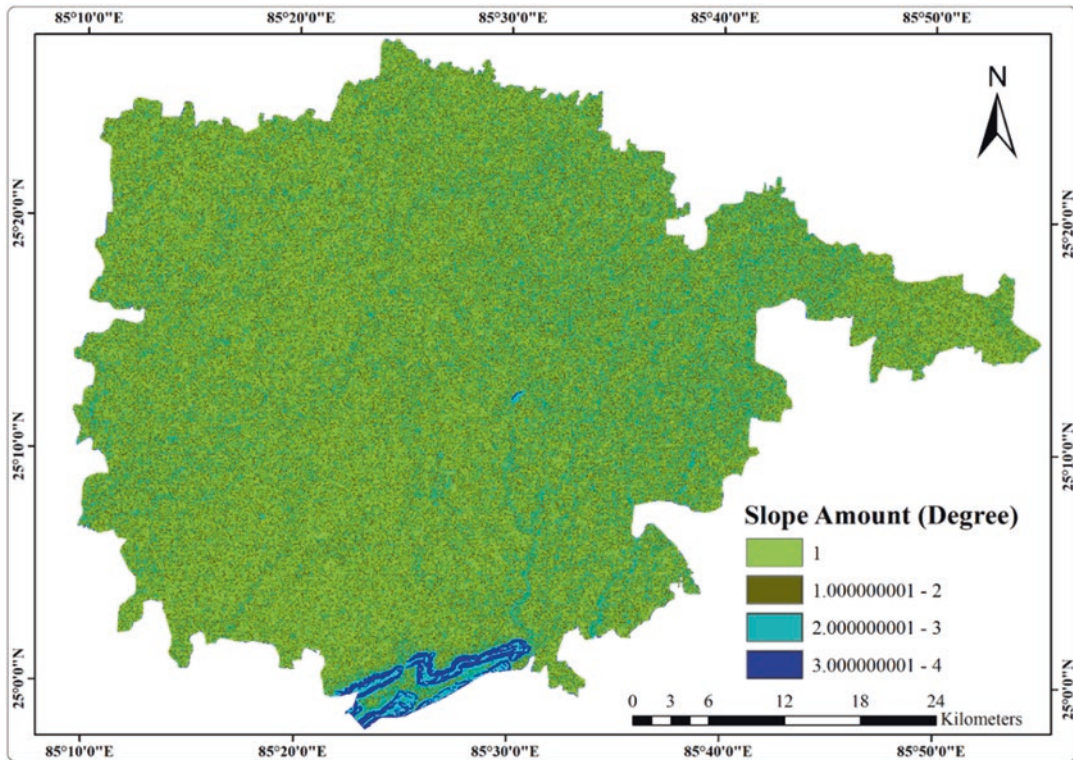 85°10'0"E 85°20'0"E 85°30'0"E 85°40'0"E 85°50'0"E
N
25°20'0"N 25°20'0"N
25°10'0"N 25°10'0"N
25°0'0"N 25°0'0"N
Slope Amount (Degree)
1
1.000000001 - 2
2.000000001 - 3
3.000000001 - 4
0 3 6 12 18 24
Kilometers
85°10'0"E 85°20'0"E 85°30'0"E 85°40'0"E 85°50'0"E